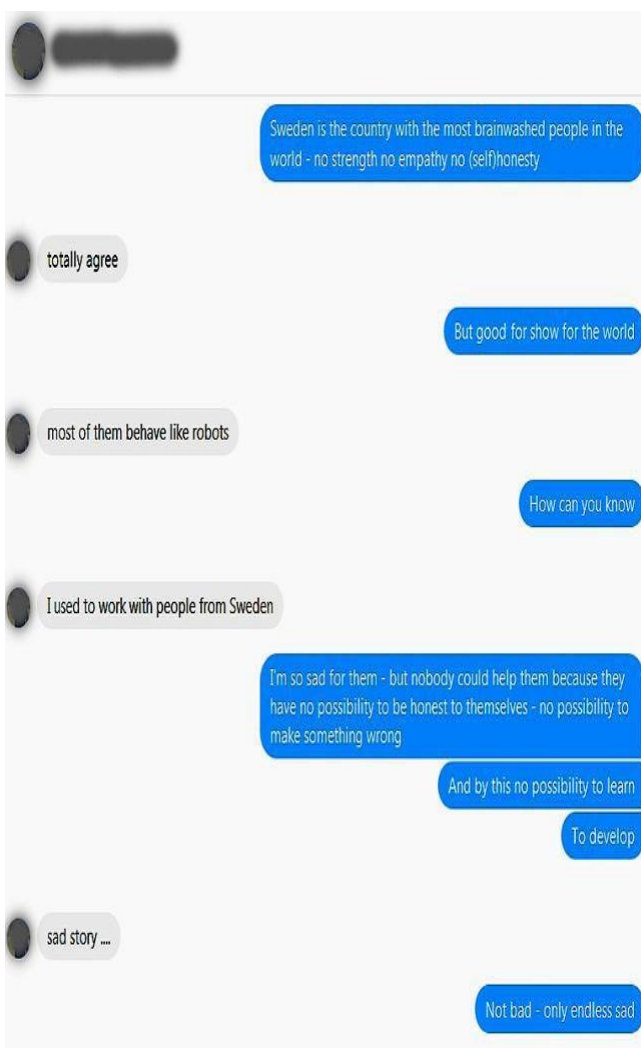 Sweden is the country with the most brainwashed people in the
world - no strength no empathy no (self)honesty
totally agree
But good for show for the world
most of them behave like robots
How can you know
I used to work with people from Sweden
I'm so sad for them - but nobody could help them because they
have no possibility to be honest to themselves - no possibility to
make something wrong
And by this no possibility to learn
To develop
sad story ....
Not bad - only endless sad